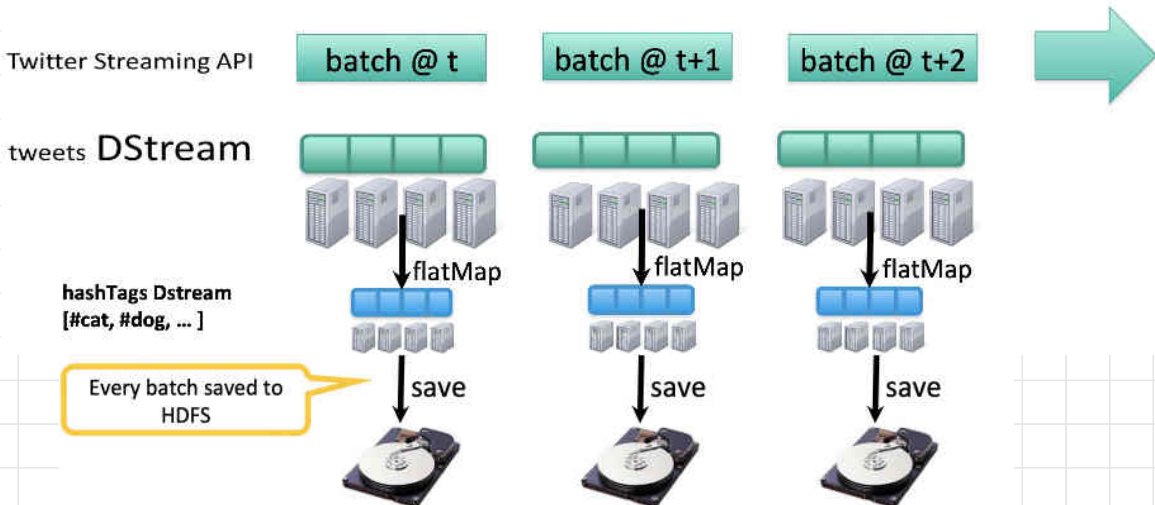 Twitter Streaming API
batch @ t
batch @ t+1
batch @ t+2
tweets DStream
flatMap
flatMap
flatMap
hashTags Dstream
[#cat, #dog, ... ]
Every batch saved to
HDFS
save
save
save